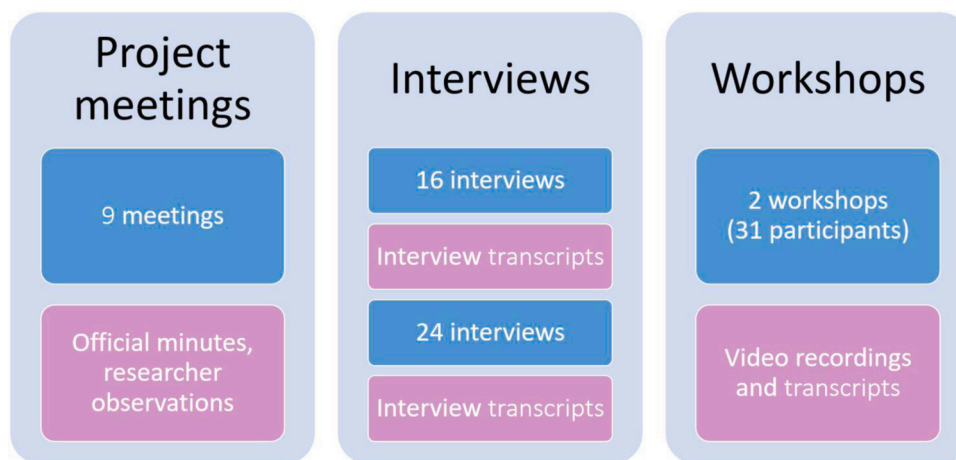 Project
meetings
9 meetings
Official minutes,
researcher
observations
Interviews
16 interviews
Interview transcripts
24 interviews
Interview transcripts
Workshops
2 workshops
(31 participants)
Video recordings
and transcripts